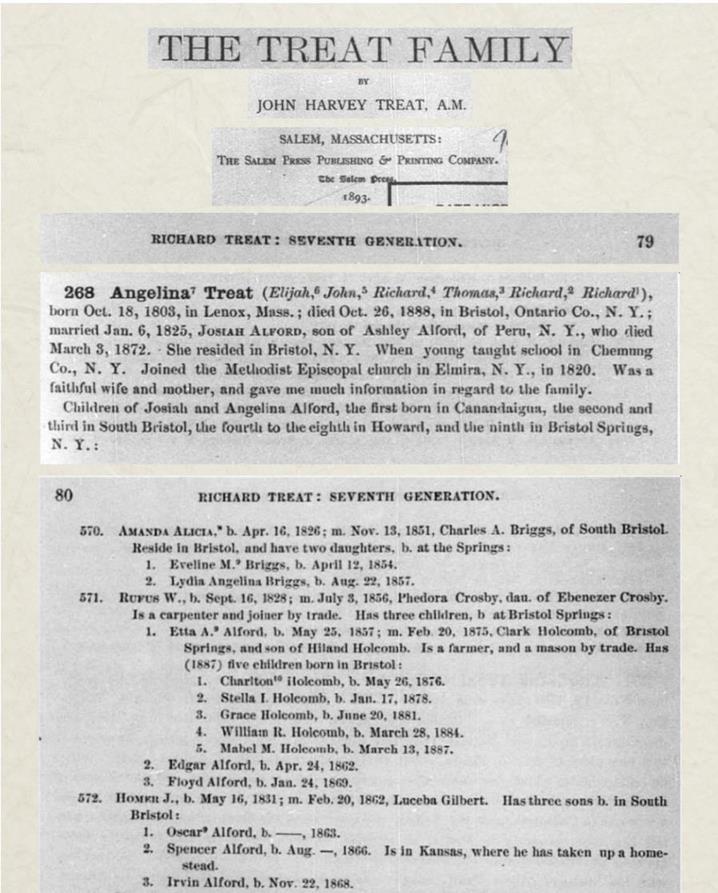 THE TREAT FAMILY
BY
JOHN HARVEY TREAT, A.M.
SALEM, MASSACHUSETTS:
THE SALEM PRESS PUBLISHING & PRINTING COMPANY.
The Salem Press.
1893.
RICHARD TREAT: SEVENTH GENERATION. 79
268 Angelina⁷ Treat (Elijah,⁶ John,⁵ Richard,⁴ Thomas,³ Richard,² Richard¹),
born Oct. 18, 1803, in Lenox, Mass.; died Oct. 26, 1888, in Bristol, Ontario Co., N. Y.;
married Jan. 6, 1825, JOSIAH ALFORD, son of Ashley Alford, of Peru, N. Y., who died
March 3, 1872. She resided in Bristol, N. Y. When young taught school in Chemung
Co., N. Y. Joined the Methodist Episcopal church in Elmira, N. Y., in 1820. Was a
faithful wife and mother, and gave me much information in regard to the family.
Children of Josiah and Angelina Alford, the first born in Canandaigua, the second and
third in South Bristol, the fourth to the eighth in Howard, and the ninth in Bristol Springs,
N. Y.:
80 RICHARD TREAT: SEVENTH GENERATION.
570. AMANDA ALICIA,⁸ b. Apr. 16, 1826; m. Nov. 13, 1851, Charles A. Briggs, of South Bristol.
Reside in Bristol, and have two daughters, b. at the Springs:
1. Eveline M.⁹ Briggs, b. April 12, 1854.
2. Lydia Angelina Briggs, b. Aug. 22, 1857.
571. RUFUS W., b. Sept. 16, 1828; m. July 3, 1856, Phedora Crosby, dau. of Ebenezer Crosby.
Is a carpenter and joiner by trade. Has three children, b at Bristol Springs:
1. Etta A.⁹ Alford, b. May 25, 1857; m. Feb. 20, 1875, Clark Holcomb, of Bristol
Springs, and son of Hiland Holcomb. Is a farmer, and a mason by trade. Has
(1887) five children born in Bristol:
1. Charlton¹⁰ Holcomb, b. May 26, 1876.
2. Stella I. Holcomb, b. Jan. 17, 1878.
3. Grace Holcomb, b. June 20, 1881.
4. William R. Holcomb, b. March 28, 1884.
5. Mabel M. Holcomb, b. March 13, 1887.
2. Edgar Alford, b. Apr. 24, 1862.
3. Floyd Alford, b. Jan. 24, 1869.
572. HOMER J., b. May 16, 1831; m. Feb. 20, 1862, Luceba Gilbert. Has three sons b. in South
Bristol:
1. Oscar⁹ Alford, b. ——, 1863.
2. Spencer Alford, b. Aug. —, 1866. Is in Kansas, where he has taken up a home-
stead.
3. Irvin Alford, b. Nov. 22, 1868.